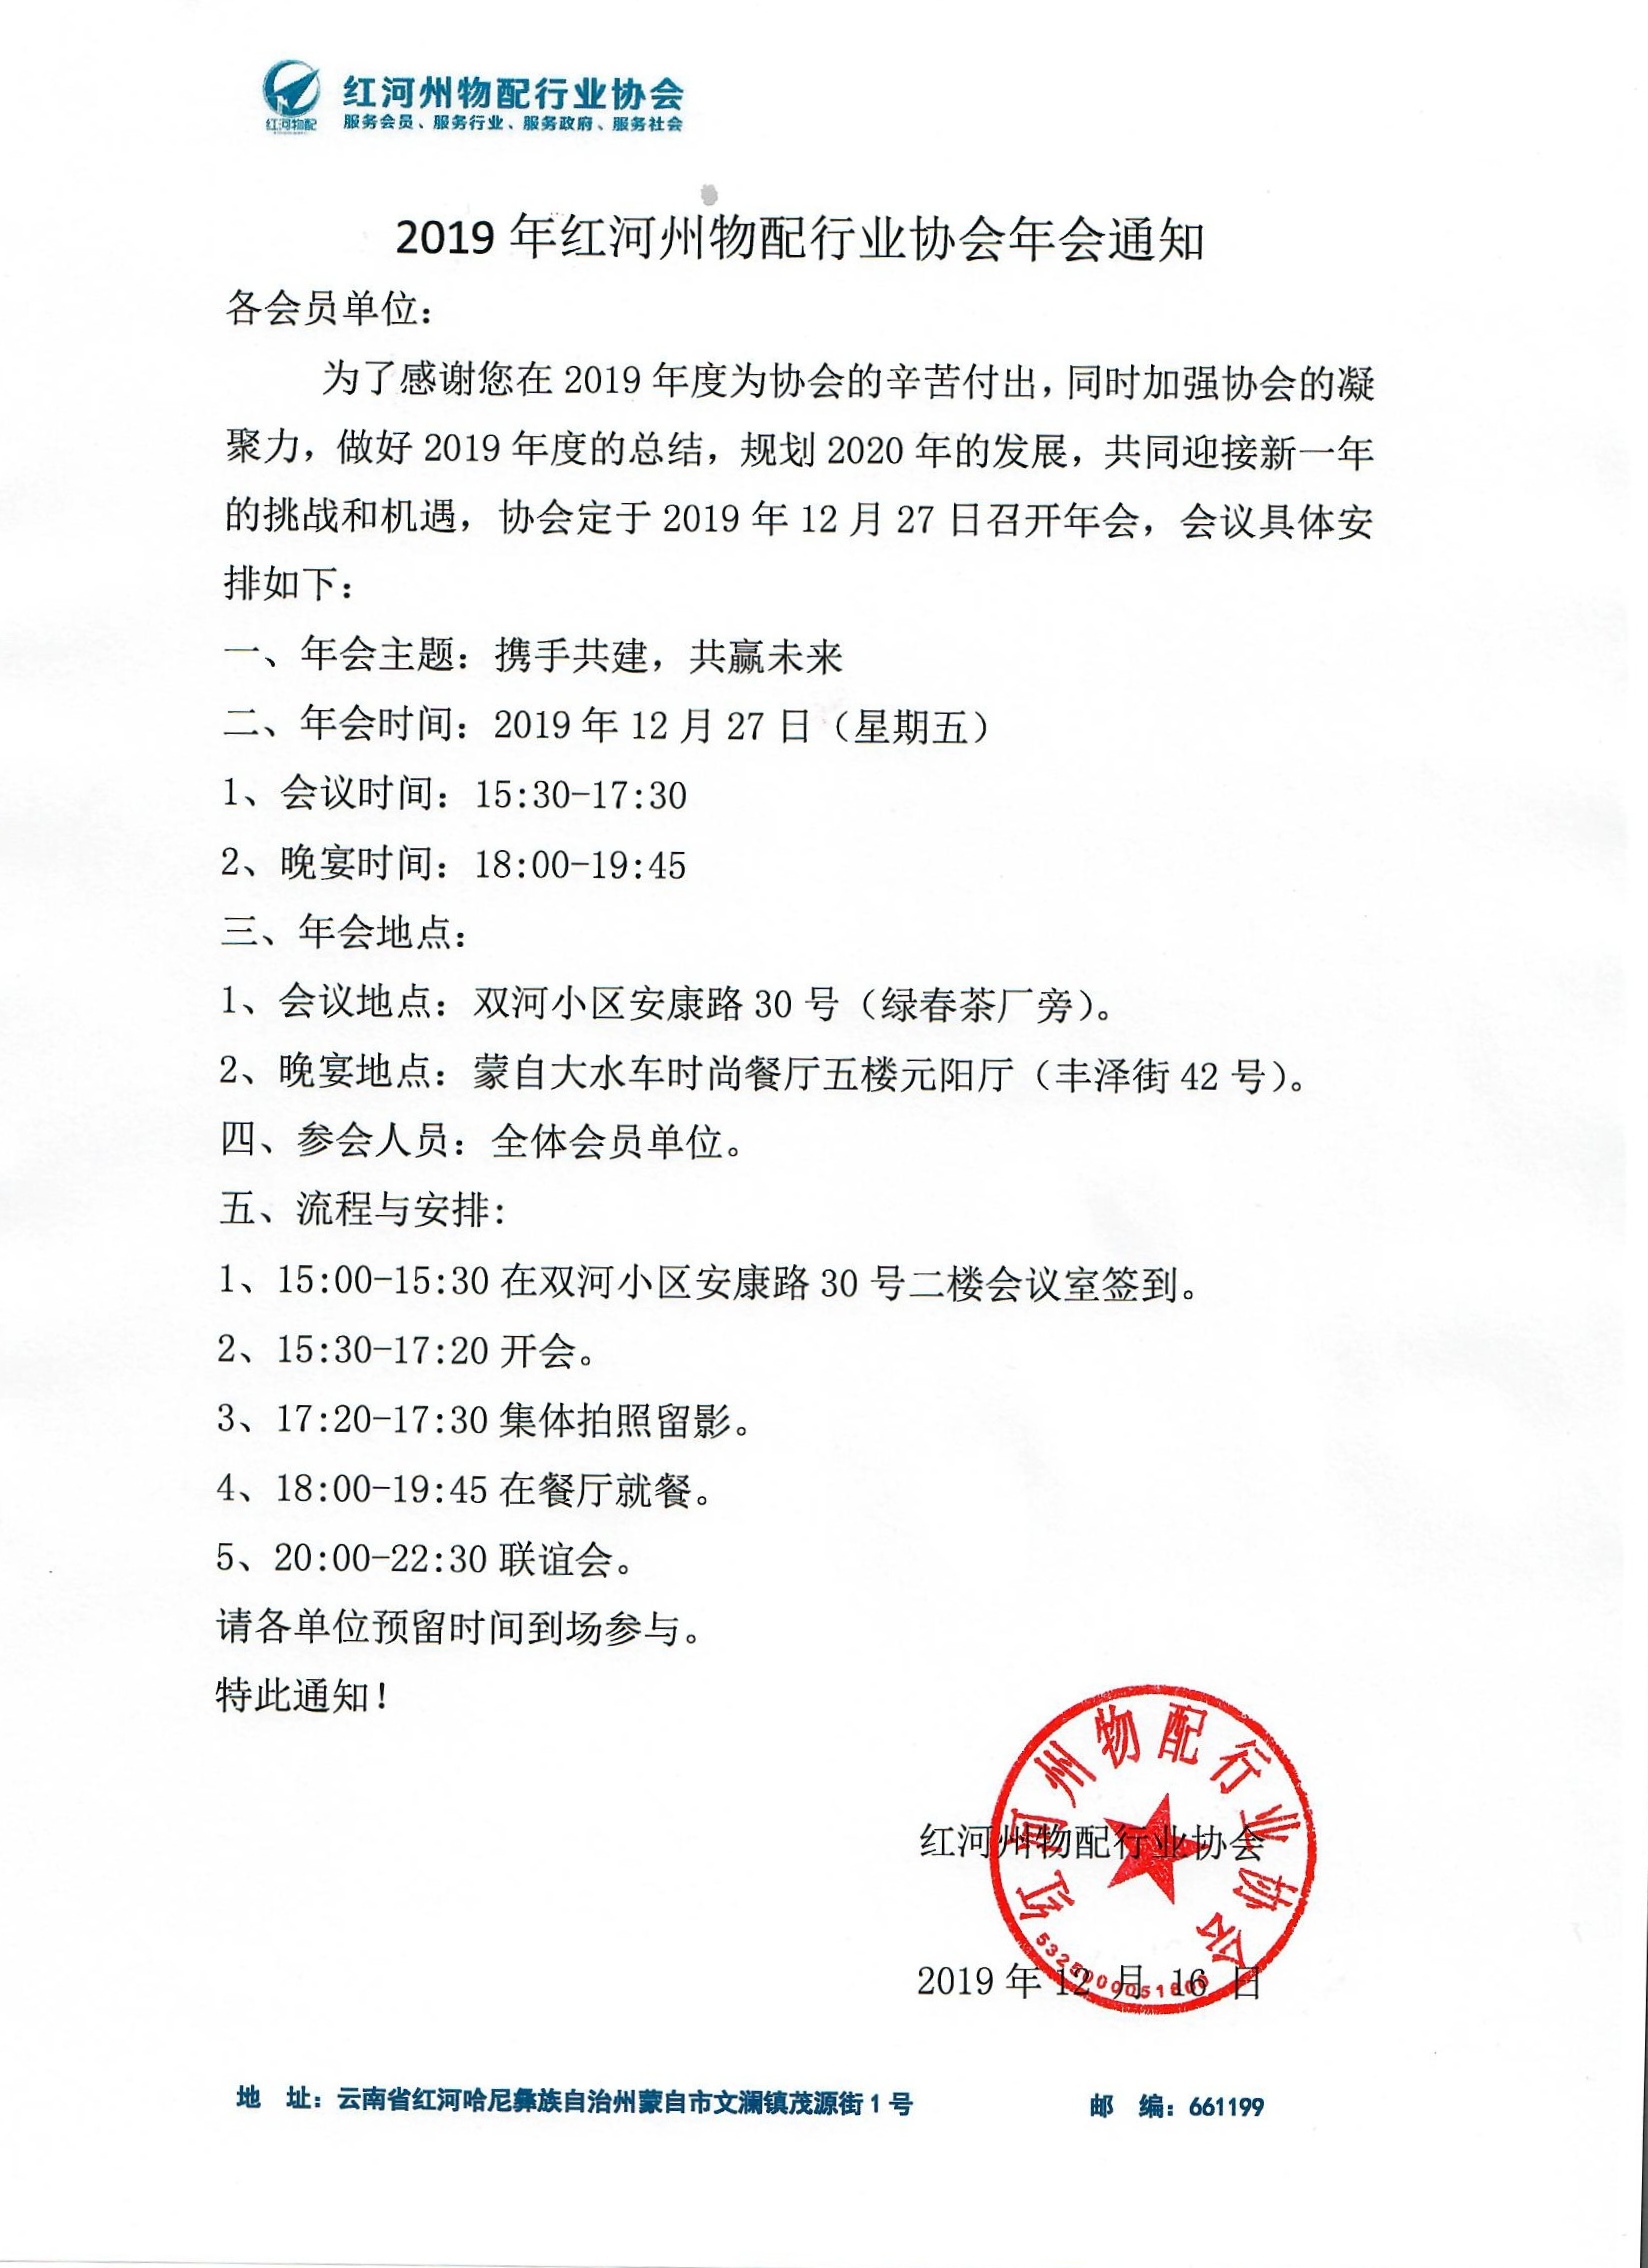 红河州物配行业协会
红河物配
服务会员、服务行业、服务政府、服务社会
2019 年红河州物配行业协会年会通知
各会员单位：
为了感谢您在 2019 年度为协会的辛苦付出，同时加强协会的凝
聚力，做好 2019 年度的总结，规划 2020 年的发展，共同迎接新一年
的挑战和机遇，协会定于 2019 年 12 月 27 日召开年会，会议具体安
排如下：
一、年会主题：携手共建，共赢未来
二、年会时间：2019 年 12 月 27 日（星期五）
1、会议时间：15:30-17:30
2、晚宴时间：18:00-19:45
三、年会地点：
1、会议地点：双河小区安康路 30 号（绿春茶厂旁）。
2、晚宴地点：蒙自大水车时尚餐厅五楼元阳厅（丰泽街 42 号）。
四、参会人员：全体会员单位。
五、流程与安排：
1、15:00-15:30 在双河小区安康路 30 号二楼会议室签到。
2、15:30-17:20 开会。
3、17:20-17:30 集体拍照留影。
4、18:00-19:45 在餐厅就餐。
5、20:00-22:30 联谊会。
请各单位预留时间到场参与。
特此通知！
红河州物配行业协会
红河州物配行业协会
2019 年 12 月 16 日
地 址：云南省红河哈尼彝族自治州蒙自市文澜镇茂源街 1 号
邮 编：661199